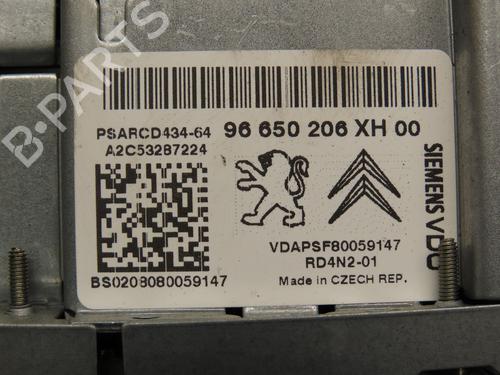 PSARCD434-64
96 650 206 XH 00
A2C53287224
SIEMENS VDO
VDAPSF80059147
RD4N2-01
BS0208080059147
Made in CZECH REP.
B-PARTS